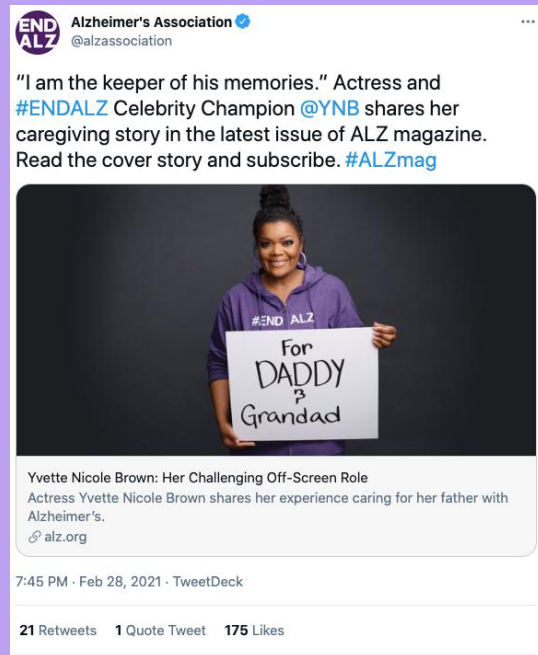 END
ALZ
Alzheimer's Association
@alzassociation
“I am the keeper of his memories.” Actress and
#ENDALZ Celebrity Champion @YNB shares her
caregiving story in the latest issue of ALZ magazine.
Read the cover story and subscribe. #ALZmag
#END ALZ
For
DADDY
&
Grandad
Yvette Nicole Brown: Her Challenging Off-Screen Role
Actress Yvette Nicole Brown shares her experience caring for her father with
Alzheimer's.
alz.org
7:45 PM · Feb 28, 2021 · TweetDeck
21 Retweets 1 Quote Tweet 175 Likes